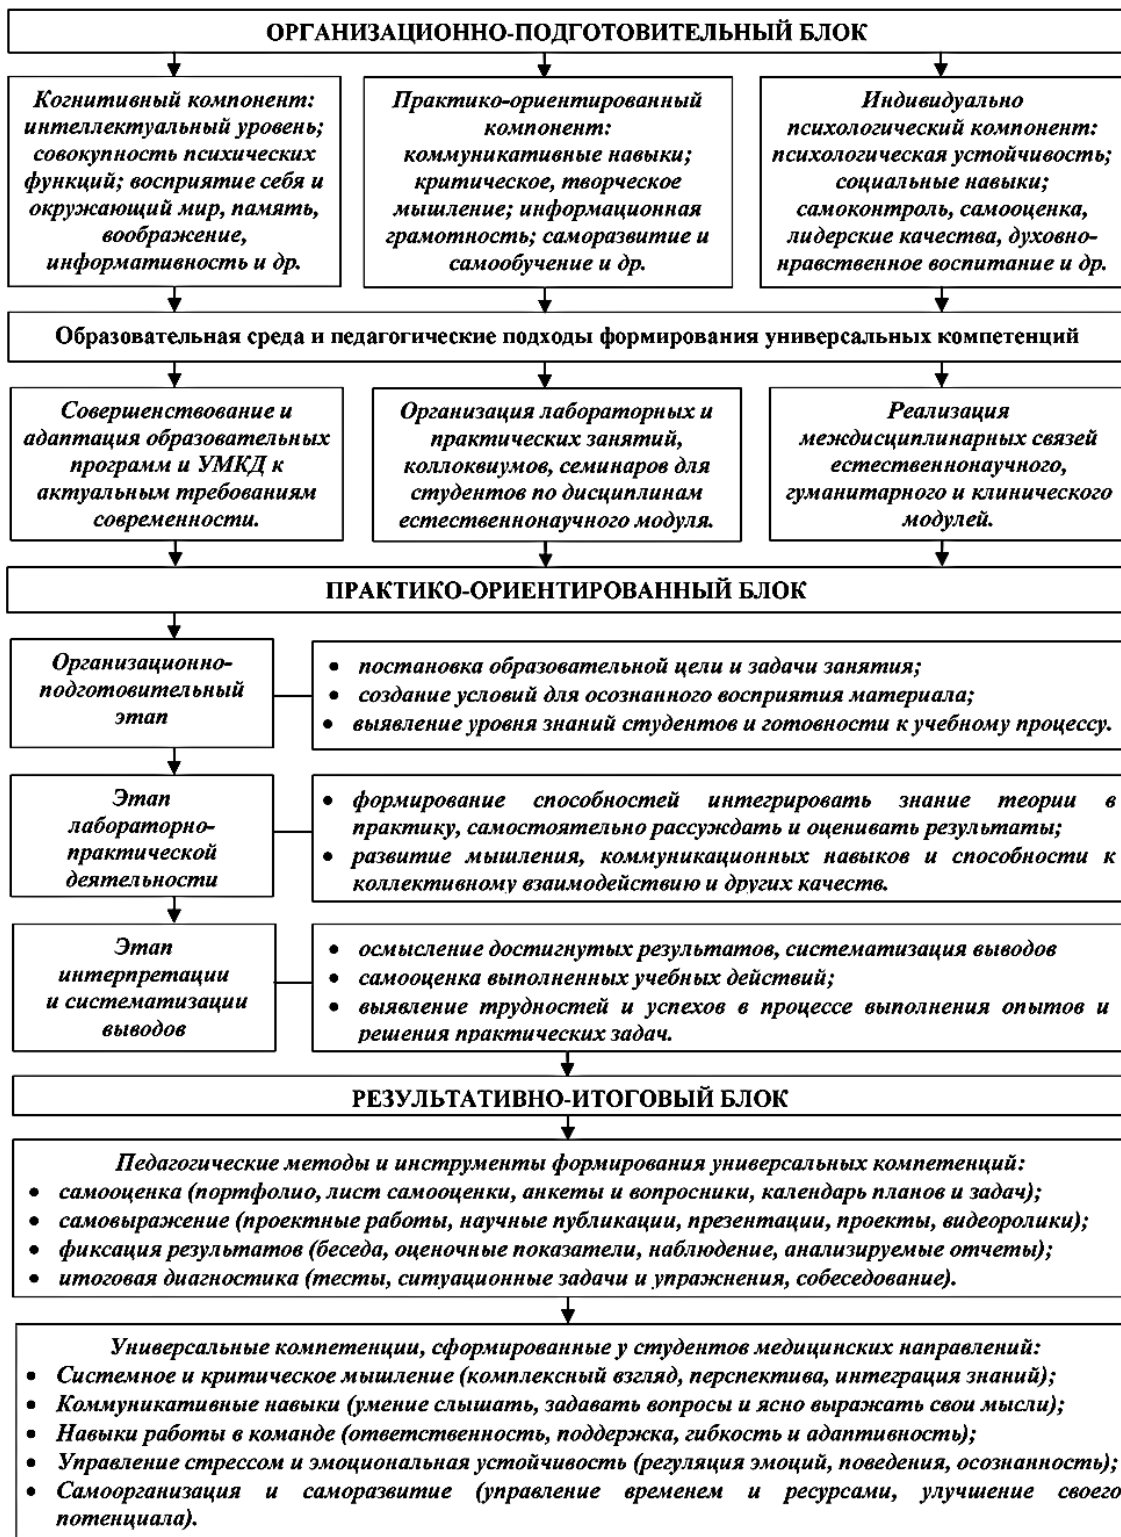 ОРГАНИЗАЦИОННО-ПОДГОТОВИТЕЛЬНЫЙ БЛОК
Когнитивный компонент:
интеллектуальный уровень;
совокупность психических
функций; восприятие себя и
окружающий мир, память,
воображение,
информативность и др.
Практико-ориентированный
компонент:
коммуникативные навыки;
критическое, творческое
мышление; информационная
грамотность; саморазвитие и
самообучение и др.
Индивидуально
психологический компонент:
психологическая устойчивость;
социальные навыки;
самоконтроль, самооценка,
лидерские качества, духовно-
нравственное воспитание и др.
Образовательная среда и педагогические подходы формирования универсальных компетенций
Совершенствование и
адаптация образовательных
программ и УМКД к
актуальным требованиям
современности.
Организация лабораторных и
практических занятий,
коллоквиумов, семинаров для
студентов по дисциплинам
естественнонаучного модуля.
Реализация
междисциплинарных связей
естественнонаучного,
гуманитарного и клинического
модулей.
ПРАКТИКО-ОРИЕНТИРОВАННЫЙ БЛОК
Организационно-
подготовительный
этап
• постановка образовательной цели и задачи занятия;
• создание условий для осознанного восприятия материала;
• выявление уровня знаний студентов и готовности к учебному процессу.
Этап
лабораторно-
практической
деятельности
• формирование способностей интегрировать знание теории в
практику, самостоятельно рассуждать и оценивать результаты;
• развитие мышления, коммуникационных навыков и способности к
коллективному взаимодействию и других качеств.
Этап
интерпретации
и систематизации
выводов
• осмысление достигнутых результатов, систематизация выводов
• самооценка выполненных учебных действий;
• выявление трудностей и успехов в процессе выполнения опытов и
решения практических задач.
РЕЗУЛЬТАТИВНО-ИТОГОВЫЙ БЛОК
Педагогические методы и инструменты формирования универсальных компетенций:
• самооценка (портфолио, лист самооценки, анкеты и вопросники, календарь планов и задач);
• самовыражение (проектные работы, научные публикации, презентации, проекты, видеоролики);
• фиксация результатов (беседа, оценочные показатели, наблюдение, анализируемые отчеты);
• итоговая диагностика (тесты, ситуационные задачи и упражнения, собеседование).
Универсальные компетенции, сформированные у студентов медицинских направлений:
• Системное и критическое мышление (комплексный взгляд, перспектива, интеграция знаний);
• Коммуникативные навыки (умение слышать, задавать вопросы и ясно выражать свои мысли);
• Навыки работы в команде (ответственность, поддержка, гибкость и адаптивность);
• Управление стрессом и эмоциональная устойчивость (регуляция эмоций, поведения, осознанность);
• Самоорганизация и саморазвитие (управление временем и ресурсами, улучшение своего
потенциала).